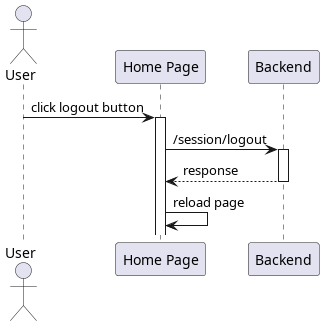 User
Home Page
Backend
click logout button
/session/logout
response
reload page
User
Home Page
Backend